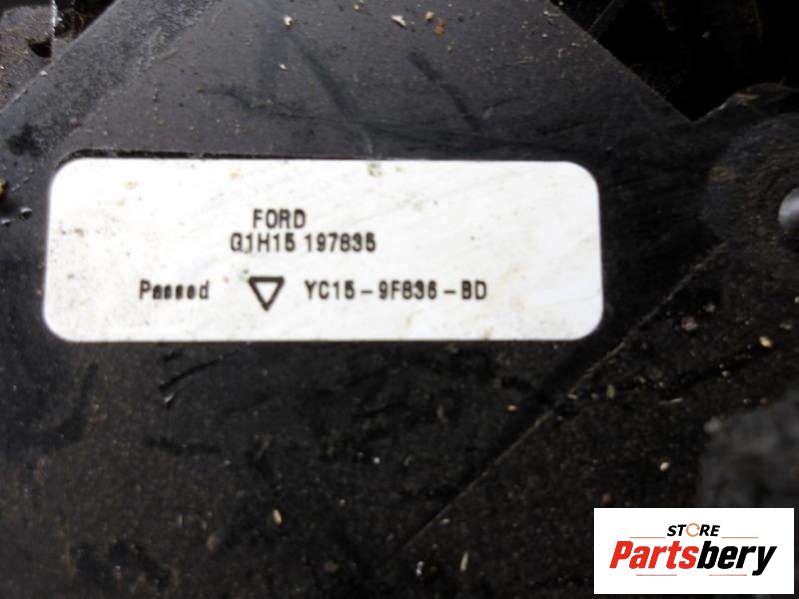 FORD
G1H15 197835
Passed YC15-9F836-BD
STORE
Partsbery